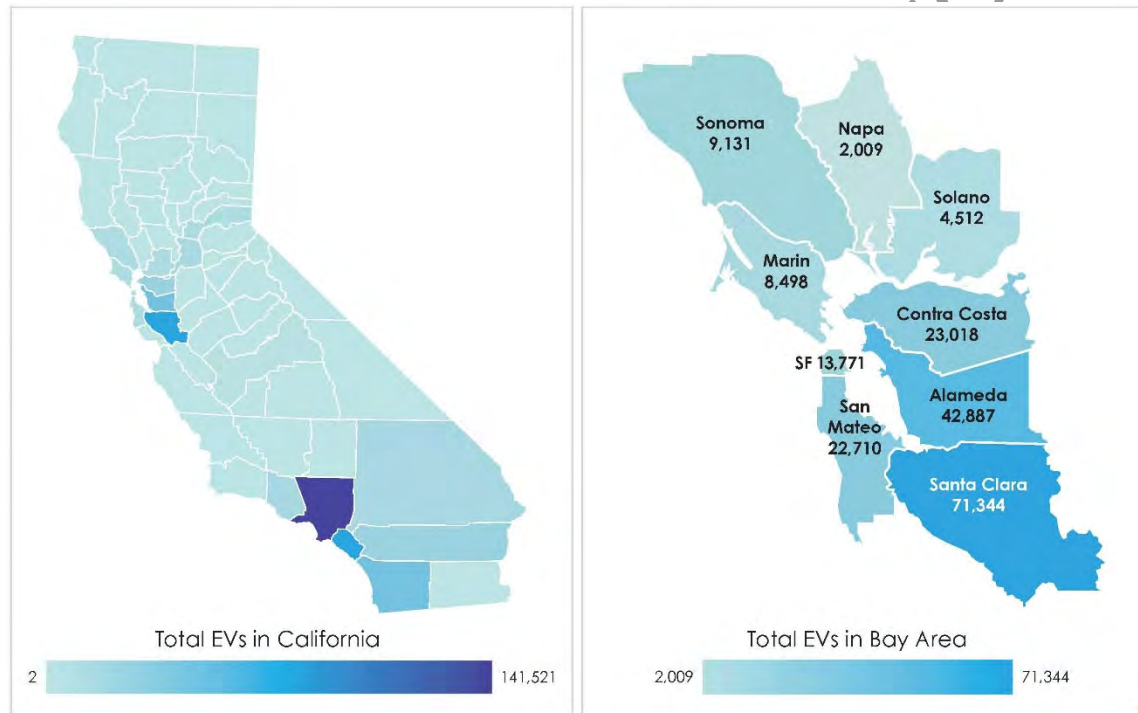 Total EVs in California
2
141,521
Sonoma
9,131
Napa
2,009
Solano
4,512
Marin
8,498
Contra Costa
23,018
SF 13,771
Alameda
42,887
San
Mateo
22,710
Santa Clara
71,344
Total EVs in Bay Area
2,009
71,344